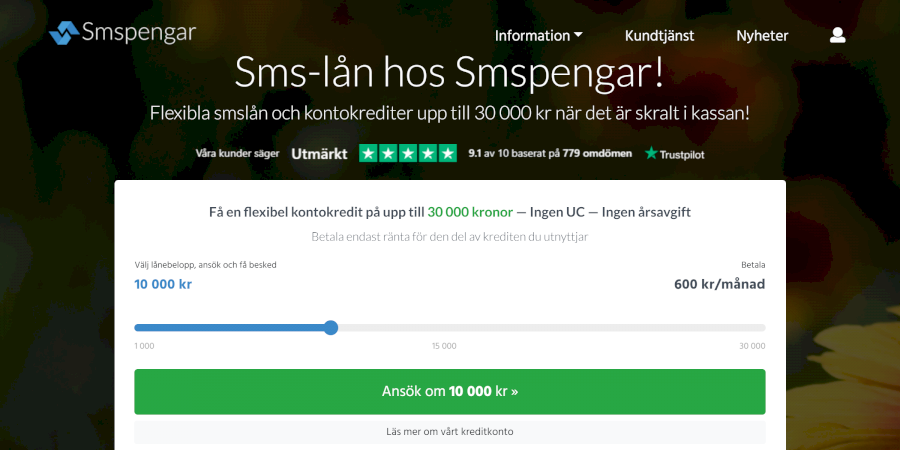 Smspengar
Information
Kundtjänst
Nyheter
Sms-lån hos Smspengar!
Flexibla smslån och kontokrediter upp till 30 000 kr när det är skralt i kassan!
Våra kunder säger Utmärkt 9.1 av 10 baserat på 779 omdömen Trustpilot
Få en flexibel kontokredit på upp till 30 000 kronor — Ingen UC — Ingen årsavgift
Betala endast ränta för den del av krediten du utnyttjar
Välj lånebelopp, ansök och få besked
Betala
10 000 kr
600 kr/månad
1 000
15 000
30 000
Ansök om 10 000 kr »
Läs mer om vårt kreditkonto